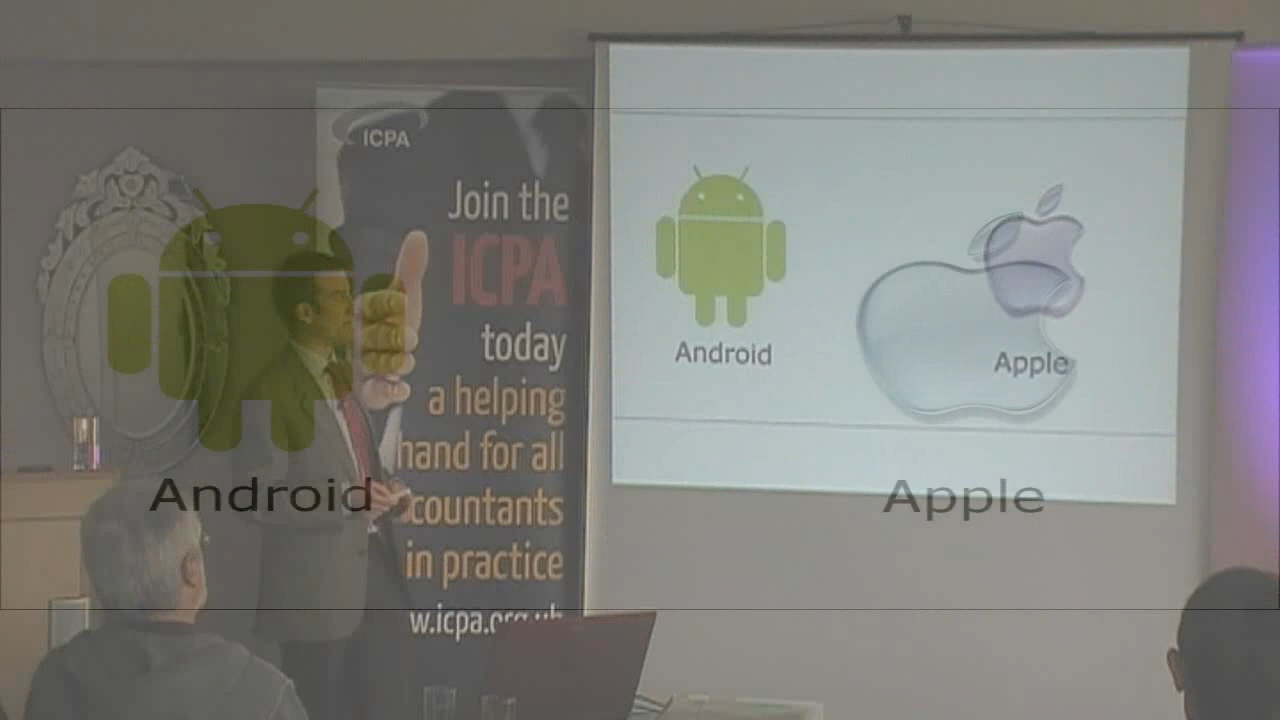 ICPA
Join the
ICPA
today
a helping
hand for all
countants
in practice
w.icpa.org.uk
Android
Apple
Android
Apple